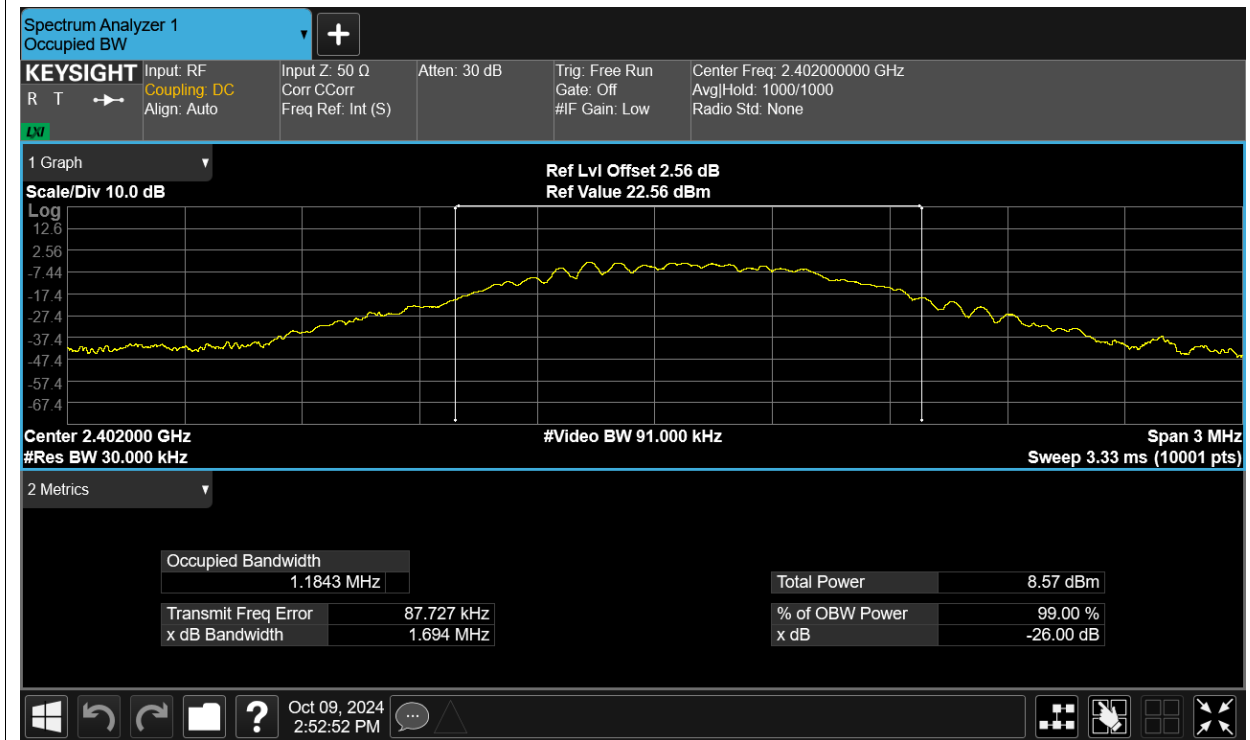 Spectrum Analyzer 1
Occupied BW
+
KEYSIGHT
R T
LXI
Input: RF
Coupling: DC
Align: Auto
Input Z: 50 Ω
Corr CCorr
Freq Ref: Int (S)
Atten: 30 dB
Trig: Free Run
Gate: Off
#IF Gain: Low
Center Freq: 2.402000000 GHz
Avg|Hold: 1000/1000
Radio Std: None
1 Graph
Scale/Div 10.0 dB
Ref Lvl Offset 2.56 dB
Ref Value 22.56 dBm
Log
12.6
2.56
-7.44
-17.4
-27.4
-37.4
-47.4
-57.4
-67.4
Center 2.402000 GHz
#Video BW 91.000 kHz
Span 3 MHz
#Res BW 30.000 kHz
Sweep 3.33 ms (10001 pts)
2 Metrics
Occupied Bandwidth
1.1843 MHz
Total Power 8.57 dBm
Transmit Freq Error 87.727 kHz
% of OBW Power 99.00 %
x dB Bandwidth 1.694 MHz
x dB -26.00 dB
?
Oct 09, 2024
2:52:52 PM